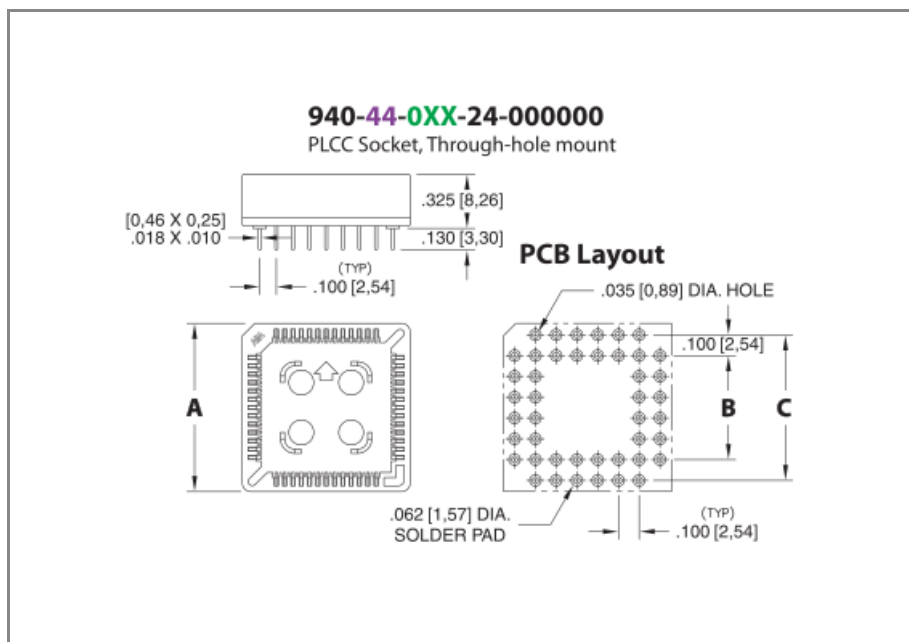 940-44-0XX-24-000000
PLCC Socket, Through-hole mount
.325 [8,26]
[0,46 X 0,25]
.018 X .010
.130 [3,30]
(TYP)
.100 [2,54]
PCB Layout
.035 [0,89] DIA. HOLE
.100 [2,54]
A
B
C
.062 [1,57] DIA.
SOLDER PAD
(TYP)
.100 [2,54]